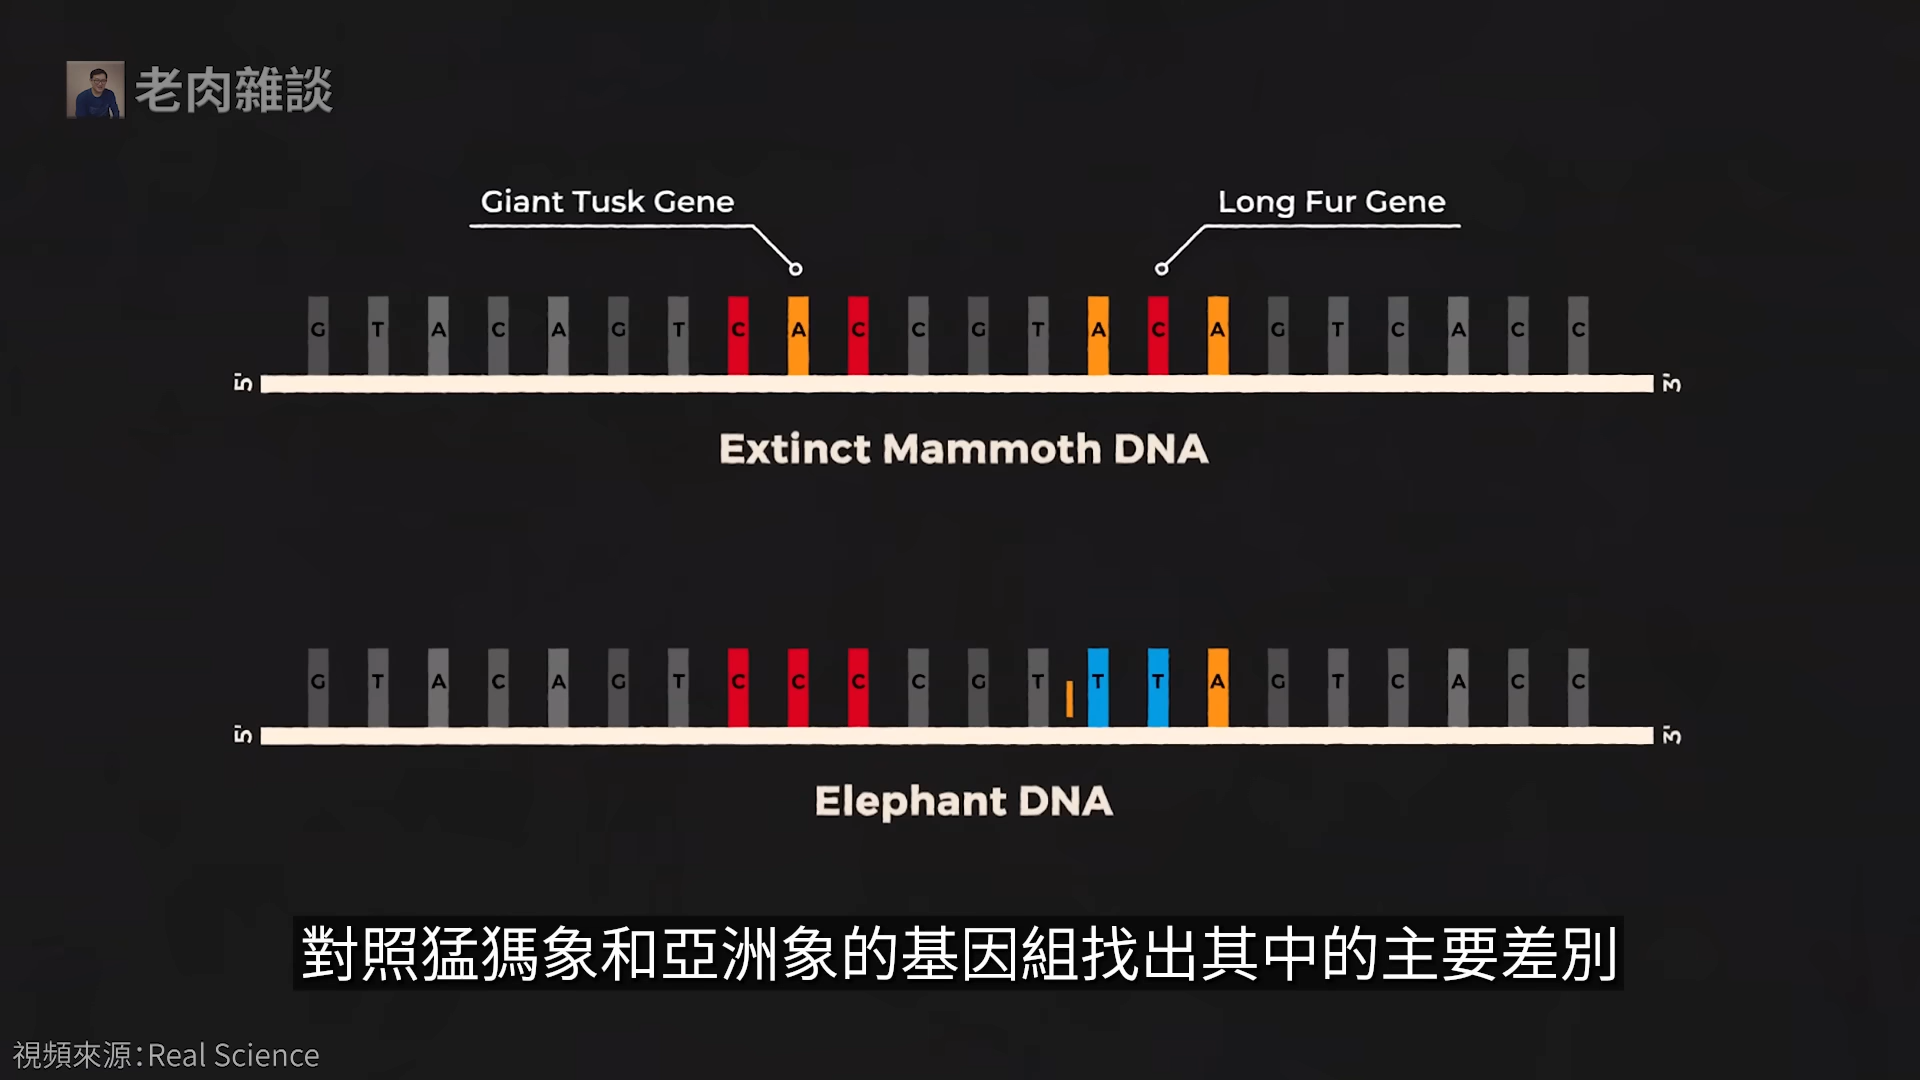 老肉雜談
Giant Tusk Gene
Long Fur Gene
G T A C A G T C A C C G T A C A G T C A C C
5' 3'
Extinct Mammoth DNA
G T A C A G T C C C C G T T T A G T C A C C
5' 3'
Elephant DNA
對照猛獁象和亞洲象的基因組找出其中的主要差別
視頻來源:Real Science